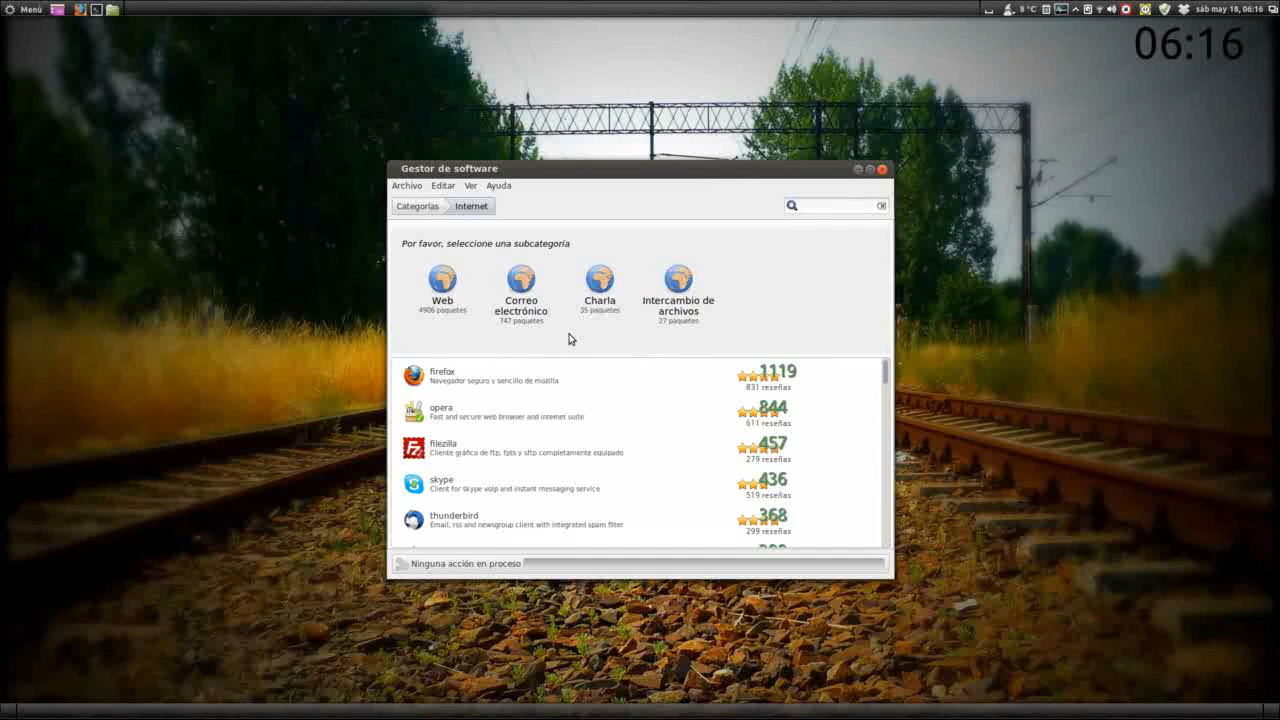 Menú
8 °C
sáb may 18, 06:16
06:16
Gestor de software
Archivo Editar Ver Ayuda
Categorías Internet
Por favor, seleccione una subcategoría
Web
4906 paquetes
Correo
electrónico
747 paquetes
Charla
35 paquetes
Intercambio de
archivos
27 paquetes
firefox
Navegador seguro y sencillo de mozilla
1119
831 reseñas
opera
Fast and secure web browser and internet suite
844
611 reseñas
filezilla
Cliente gráfico de ftp, fpts y sftp completamente equipado
457
279 reseñas
skype
Client for skype voip and instant messaging service
436
519 reseñas
thunderbird
Email, rss and newsgroup client with integrated spam filter
368
299 reseñas
Ninguna acción en proceso